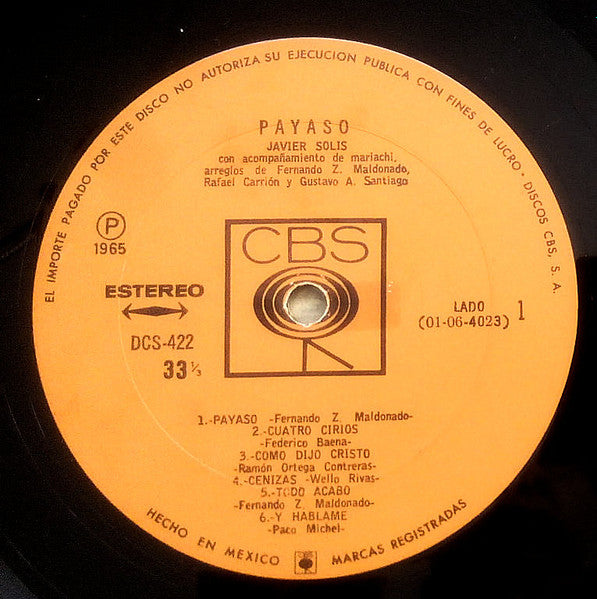 EL IMPORTE PAGADO POR ESTE DISCO NO AUTORIZA SU EJECUCION PUBLICA CON FINES DE LUCRO · DISCOS CBS, S. A.
PAYASO
JAVIER SOLIS
con acompañamiento de mariachi,
arreglos de Fernando Z. Maldonado,
Rafael Carrión y Gustavo A. Santiago
P
1965
CBS
ESTEREO
DCS-422
33 1/3
LADO 1
(01-06-4023)
1.-PAYASO -Fernando Z. Maldonado-
2.-CUATRO CIRIOS
-Federico Baena-
3.-COMO DIJO CRISTO
-Ramón Ortega Contreras-
4.-CENIZAS -Wello Rivas-
5.-TODO ACABO
-Fernando Z. Maldonado-
6.-Y HABLAME
-Paco Michel-
HECHO EN MEXICO
MARCAS REGISTRADAS